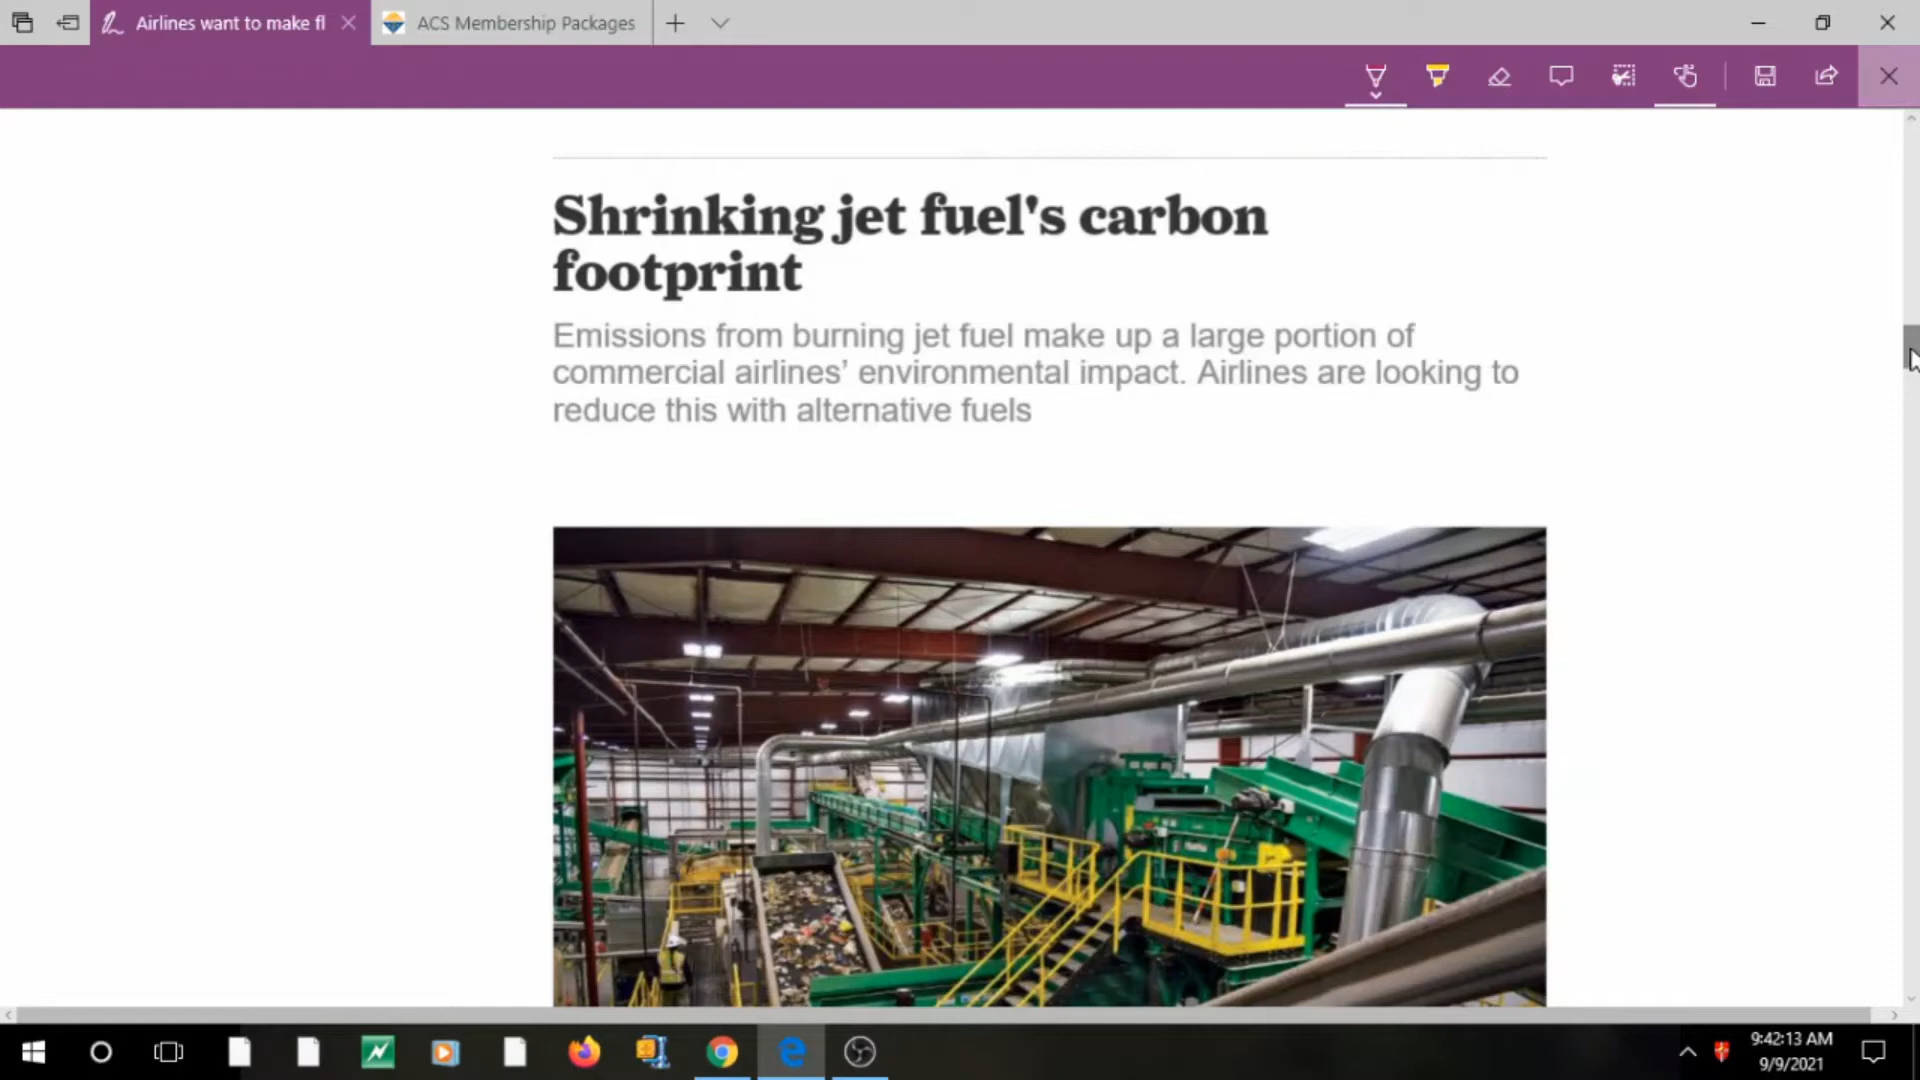 Airlines want to make fl
ACS Membership Packages
Shrinking jet fuel's carbon
footprint
Emissions from burning jet fuel make up a large portion of
commercial airlines’ environmental impact. Airlines are looking to
reduce this with alternative fuels
9:42:13 AM
9/9/2021